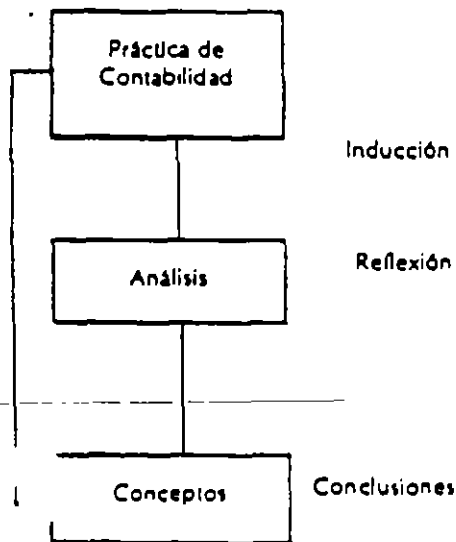 Práctica de
Contabilidad
Inducción
Análisis
Reflexión
Conceptos
Conclusiones